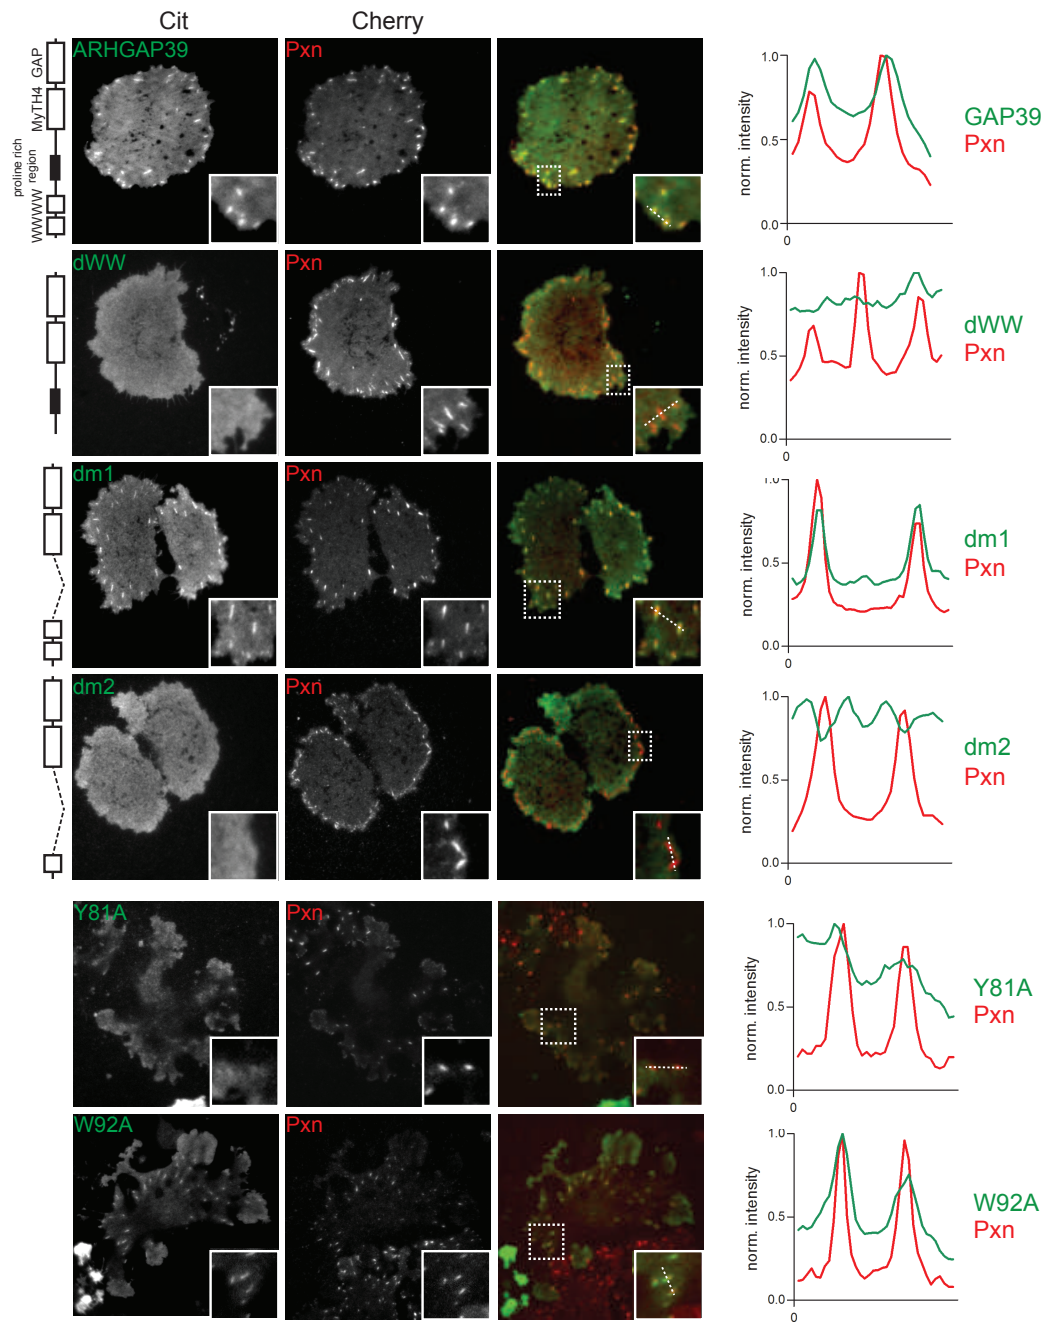 Cit
Cherry
GAP
MyTH4
proline rich
region
WWWW
ARHGAP39
Pxn
norm. intensity
1.0
0.5
0.0
0
GAP39
Pxn
dWW
Pxn
norm. intensity
1.0
0.5
0.0
0
dWW
Pxn
dm1
Pxn
norm. intensity
1.0
0.5
0.0
0
dm1
Pxn
dm2
Pxn
norm. intensity
1.0
0.5
0.0
0
dm2
Pxn
Y81A
Pxn
norm. intensity
1.0
0.5
0.0
0
Y81A
Pxn
W92A
Pxn
norm. intensity
1.0
0.5
0.0
0
W92A
Pxn